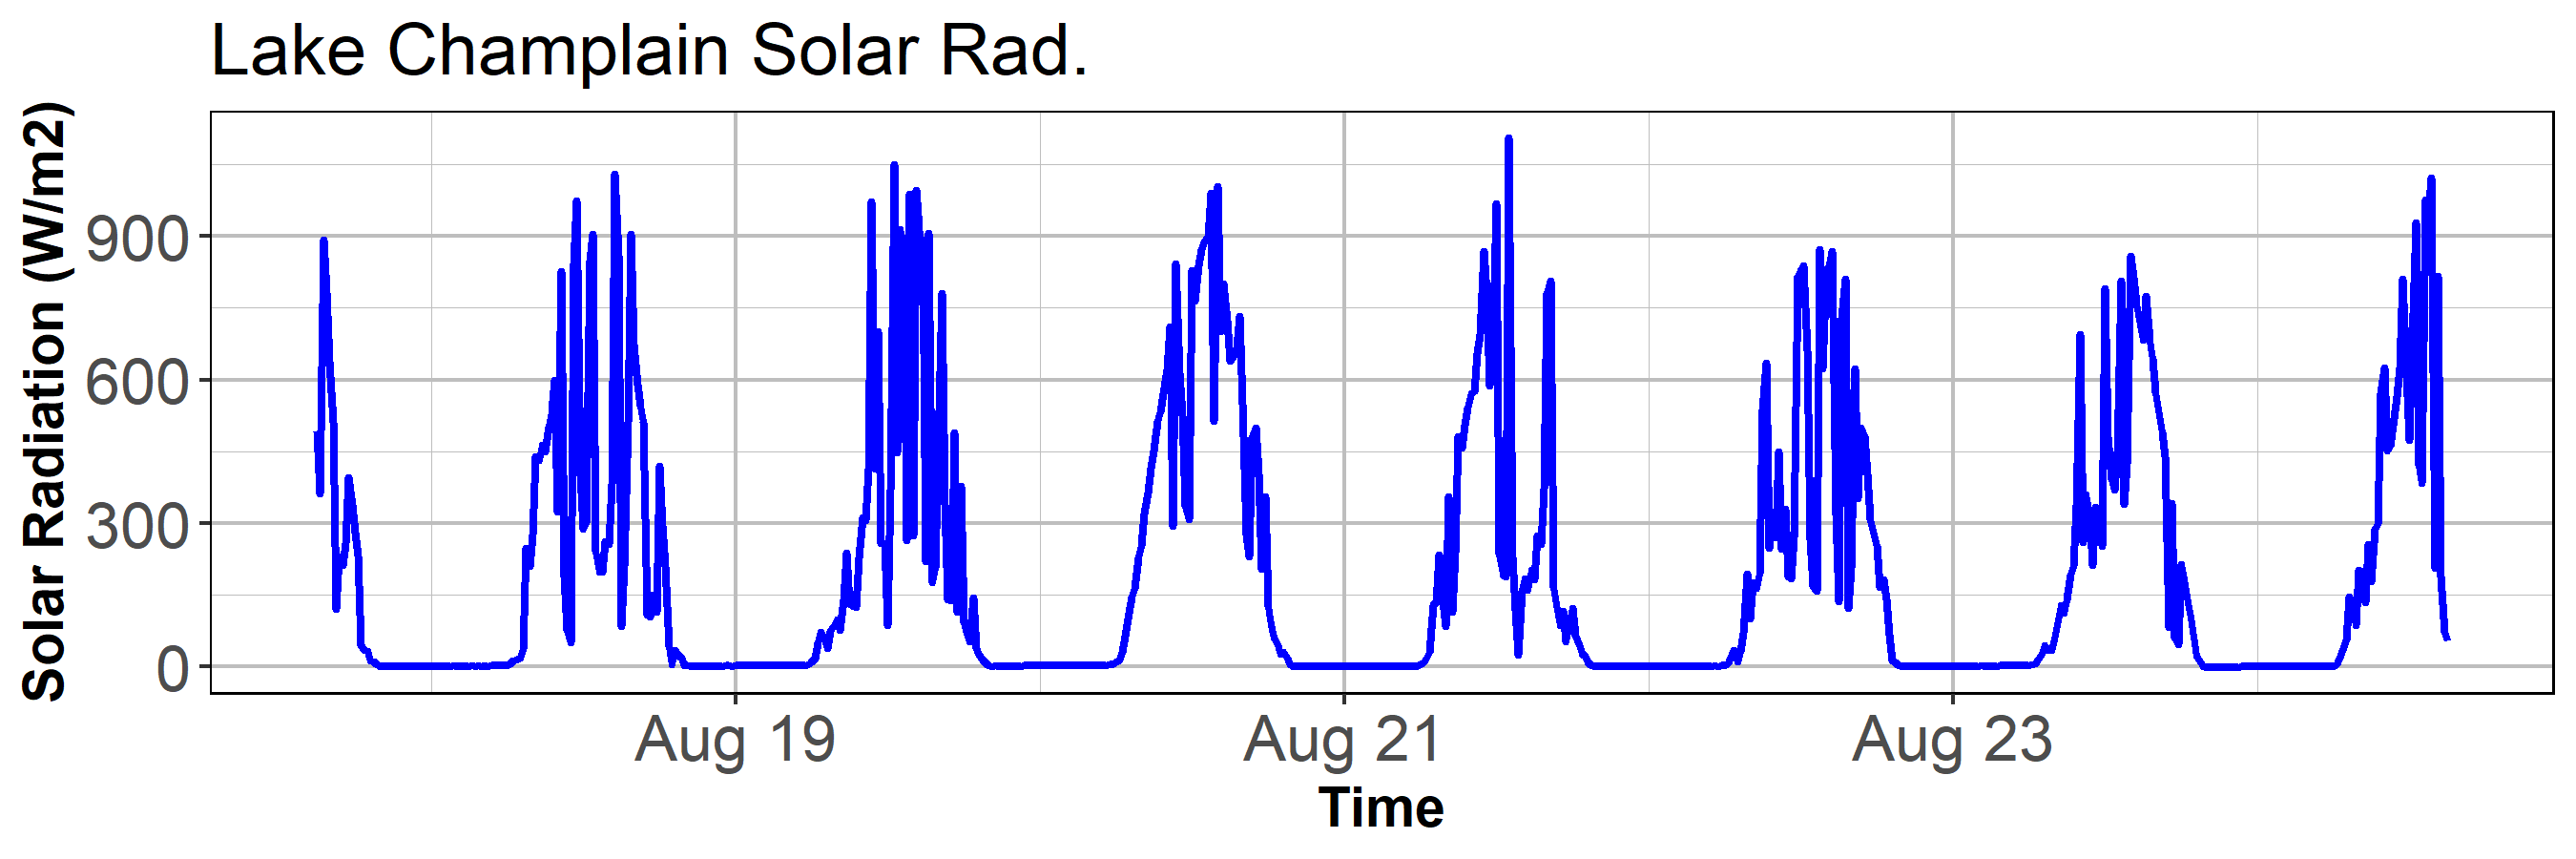 Lake Champlain Solar Rad.
Solar Radiation (W/m2)
900
600
300
0
Aug 19
Aug 21
Aug 23
Time